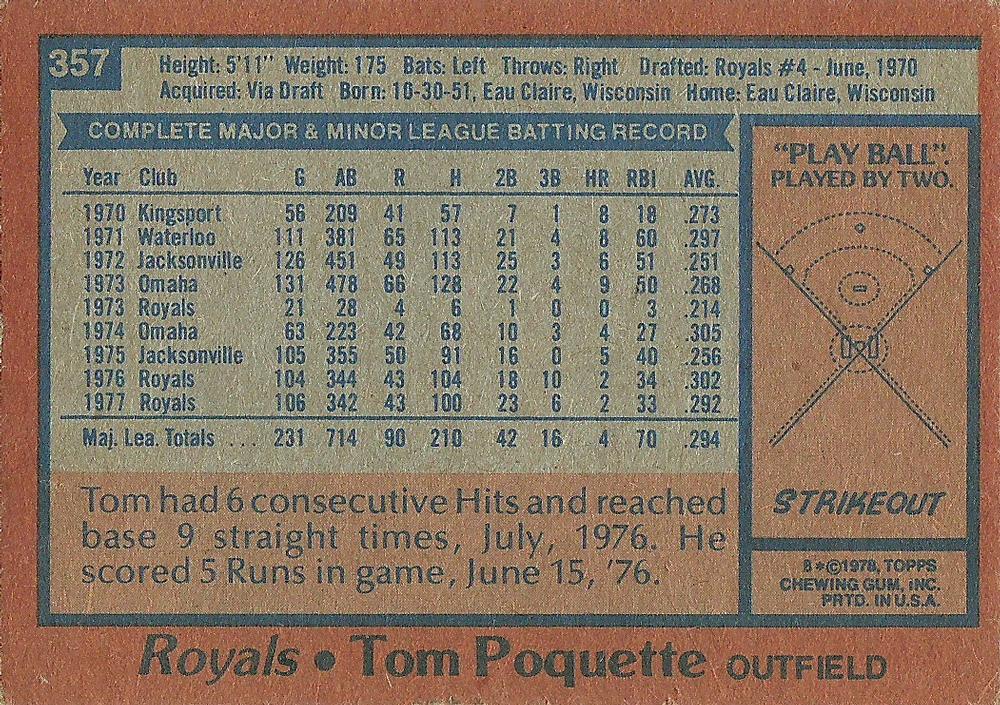 357
Height: 5'11" Weight: 175 Bats: Left Throws: Right Drafted: Royals #4 - June, 1970
Acquired: Via Draft Born: 10-30-51, Eau Claire, Wisconsin Home: Eau Claire, Wisconsin
COMPLETE MAJOR & MINOR LEAGUE BATTING RECORD
Year Club G AB R H 2B 3B HR RBI AVG.
1970 Kingsport 56 209 41 57 7 1 8 18 .273
1971 Waterloo 111 381 65 113 21 4 8 60 .297
1972 Jacksonville 126 451 49 113 25 3 6 51 .251
1973 Omaha 131 478 66 128 22 4 9 50 .268
1973 Royals 21 28 4 6 1 0 0 3 .214
1974 Omaha 63 223 42 68 10 3 4 27 .305
1975 Jacksonville 105 355 50 91 16 0 5 40 .256
1976 Royals 104 344 43 104 18 10 2 34 .302
1977 Royals 106 342 43 100 23 6 2 33 .292
Maj. Lea. Totals ... 231 714 90 210 42 16 4 70 .294
Tom had 6 consecutive Hits and reached
base 9 straight times, July, 1976. He
scored 5 Runs in game, June 15, '76.
"PLAY BALL".
PLAYED BY TWO.
STRIKEOUT
8*©1978, TOPPS
CHEWING GUM, INC.
PRTD. IN U.S.A.
Royals • Tom Poquette OUTFIELD